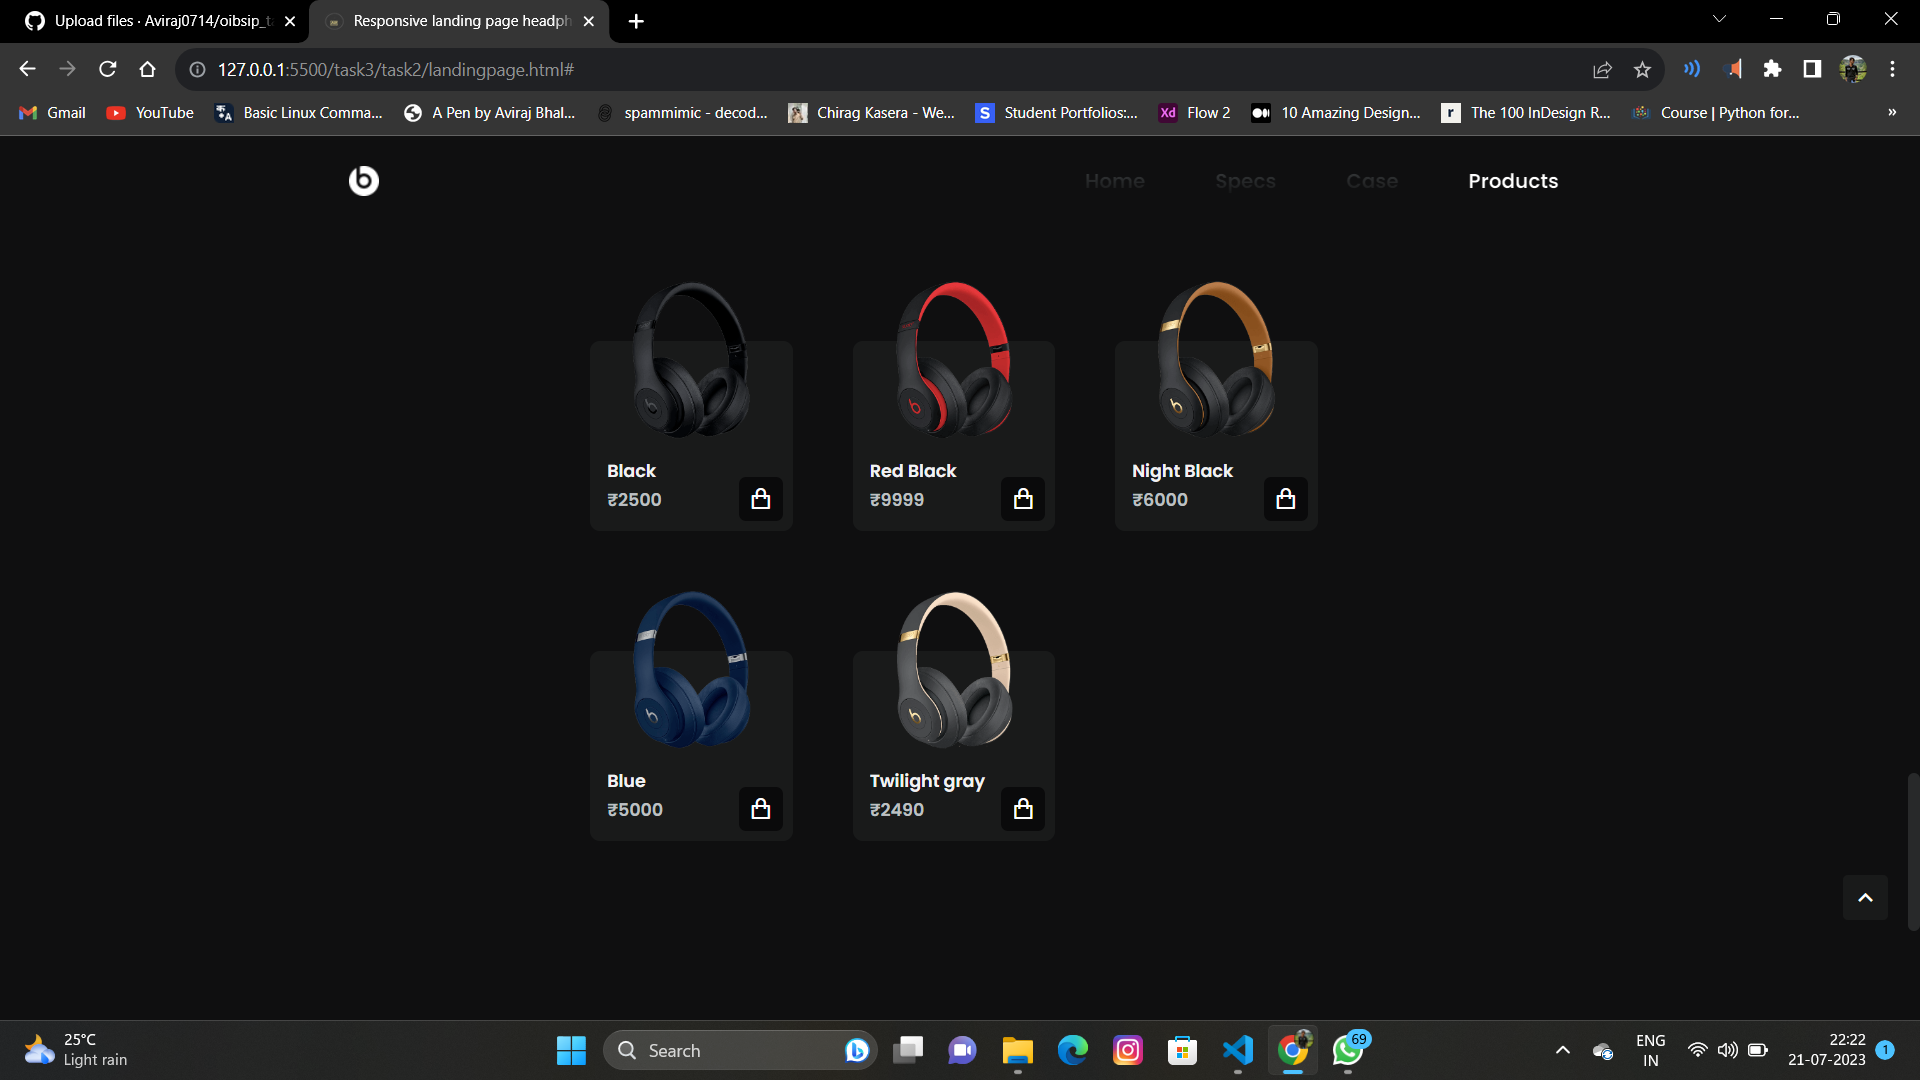 Upload files · Aviraj0714/oibsip_ta
Responsive landing page headph
127.0.0.1:5500/task3/task2/landingpage.html#
Gmail
YouTube
Basic Linux Comma...
A Pen by Aviraj Bhal...
spammimic - decod...
Chirag Kasera - We...
S
Student Portfolios:...
Xd
Flow 2
10 Amazing Design...
r
The 100 InDesign R...
Course | Python for...
»
b
Home
Specs
Case
Products
Black
₹2500
Red Black
₹9999
Night Black
₹6000
Blue
₹5000
Twilight gray
₹2490
25°C
Light rain
Search
69
ENG
IN
22:22
21-07-2023
1